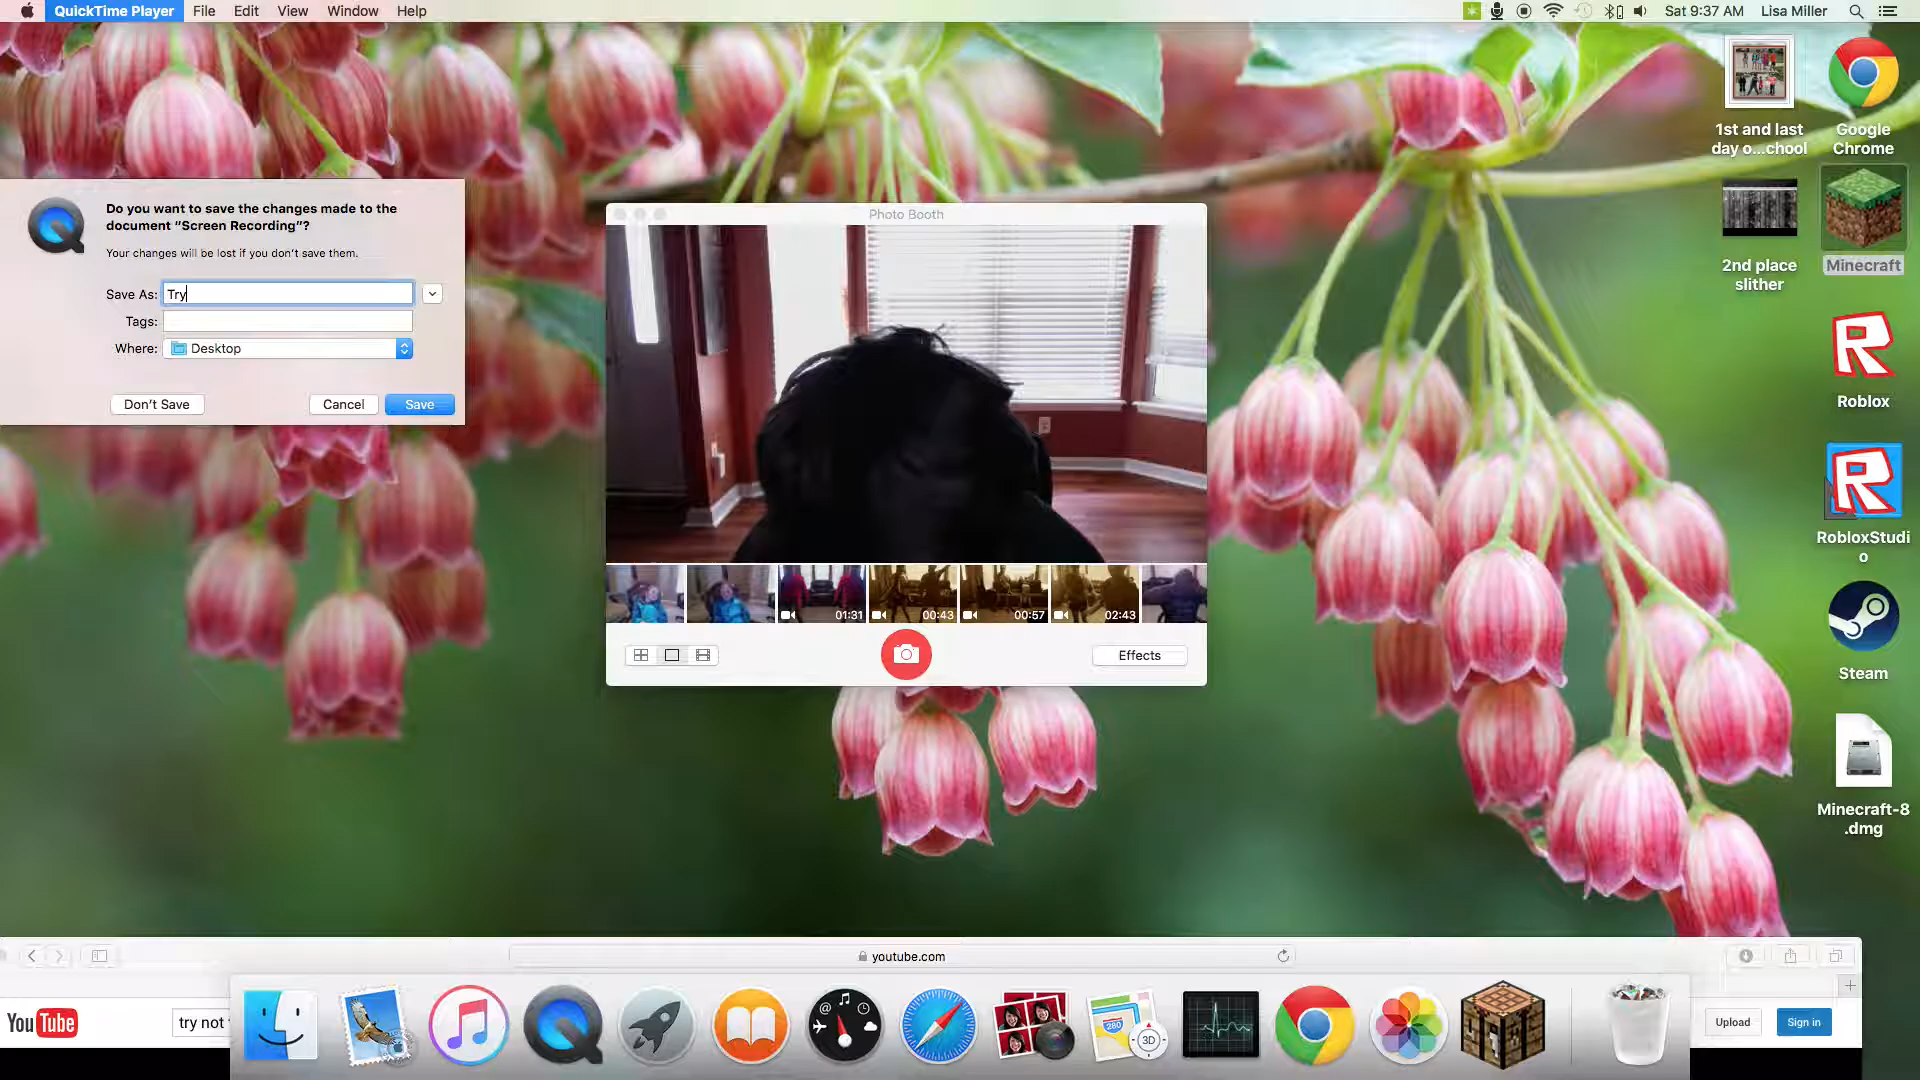 QuickTime Player File Edit View Window Help
Sat 9:37 AM Lisa Miller
1st and last
day o...chool
Google
Chrome
2nd place
slither
Minecraft
Roblox
RobloxStudi
o
Steam
Minecraft-8
.dmg
Do you want to save the changes made to the
document “Screen Recording”?
Your changes will be lost if you don’t save them.
Save As: Try
Tags:
Where: Desktop
Don’t Save Cancel Save
Photo Booth
01:31 00:43 00:57 02:43
Effects
youtube.com
YouTube
try not
Upload Sign in
280
3D